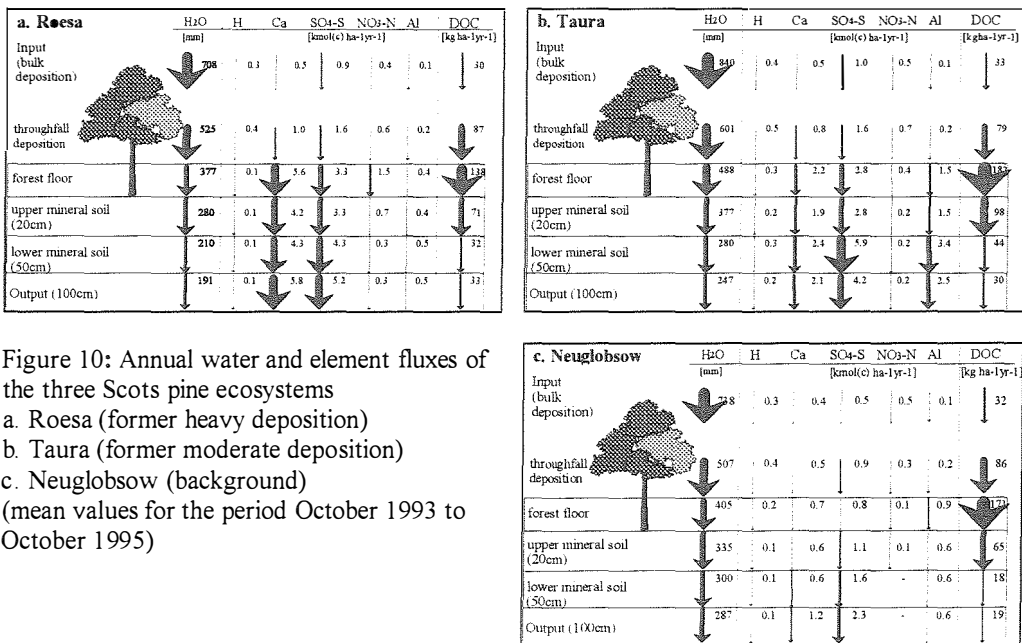 a. Roesa H2O H Ca SO4-S NO3-N Al DOC
[mm] [kmol(c) ha-1yr-1] [kg ha-1yr-1]
Input
(bulk
deposition)
708 0.3 0.5 0.9 0.4 0.1 30
throughfall
deposition
525 0.4 1.0 1.6 0.6 0.2 87
forest floor 377 0.1 5.6 3.3 1.5 0.4 138
upper mineral soil
(20cm)
280 0.1 4.2 3.3 0.7 0.4 71
lower mineral soil
(50cm)
210 0.1 4.3 4.3 0.3 0.5 32
Output (100cm) 191 0.1 5.8 5.2 0.3 0.5 33
b. Taura H2O H Ca SO4-S NO3-N Al DOC
[mm] [kmol(c) ha-1yr-1] [kgha-1yr-1]
Input
(bulk
deposition)
840 0.4 0.5 1.0 0.5 0.1 33
throughfall
deposition
601 0.5 0.8 1.6 0.7 0.2 79
forest floor 488 0.3 2.2 2.8 0.4 1.5
upper mineral soil
(20cm)
377 0.2 1.9 2.8 0.2 1.5 98
lower mineral soil
(50cm)
280 0.3 2.4 5.9 0.2 3.4 44
Output (100cm) 247 0.2 2.1 4.2 0.2 2.5 30
Figure 10: Annual water and element fluxes of
the three Scots pine ecosystems
a. Roesa (former heavy deposition)
b. Taura (former moderate deposition)
c. Neuglobsow (background)
(mean values for the period October 1993 to
October 1995)
c. Neuglobsow H2O H Ca SO4-S NO3-N Al DOC
[mm] [kmol(c) ha-1yr-1] [kg ha-1yr-1]
Input
(bulk
deposition)
0.3 0.4 0.5 0.5 0.1 32
throughfall
deposition
507 0.4 0.5 0.9 0.3 0.2 86
forest floor 405 0.2 0.7 0.8 0.1 0.9 171
upper mineral soil
(20cm)
335 0.1 0.6 1.1 0.1 0.6 65
lower mineral soil
(50cm)
300 0.1 0.6 1.6 - 0.6 18
Output (100cm) 287 0.1 1.2 2.3 - 0.6 19